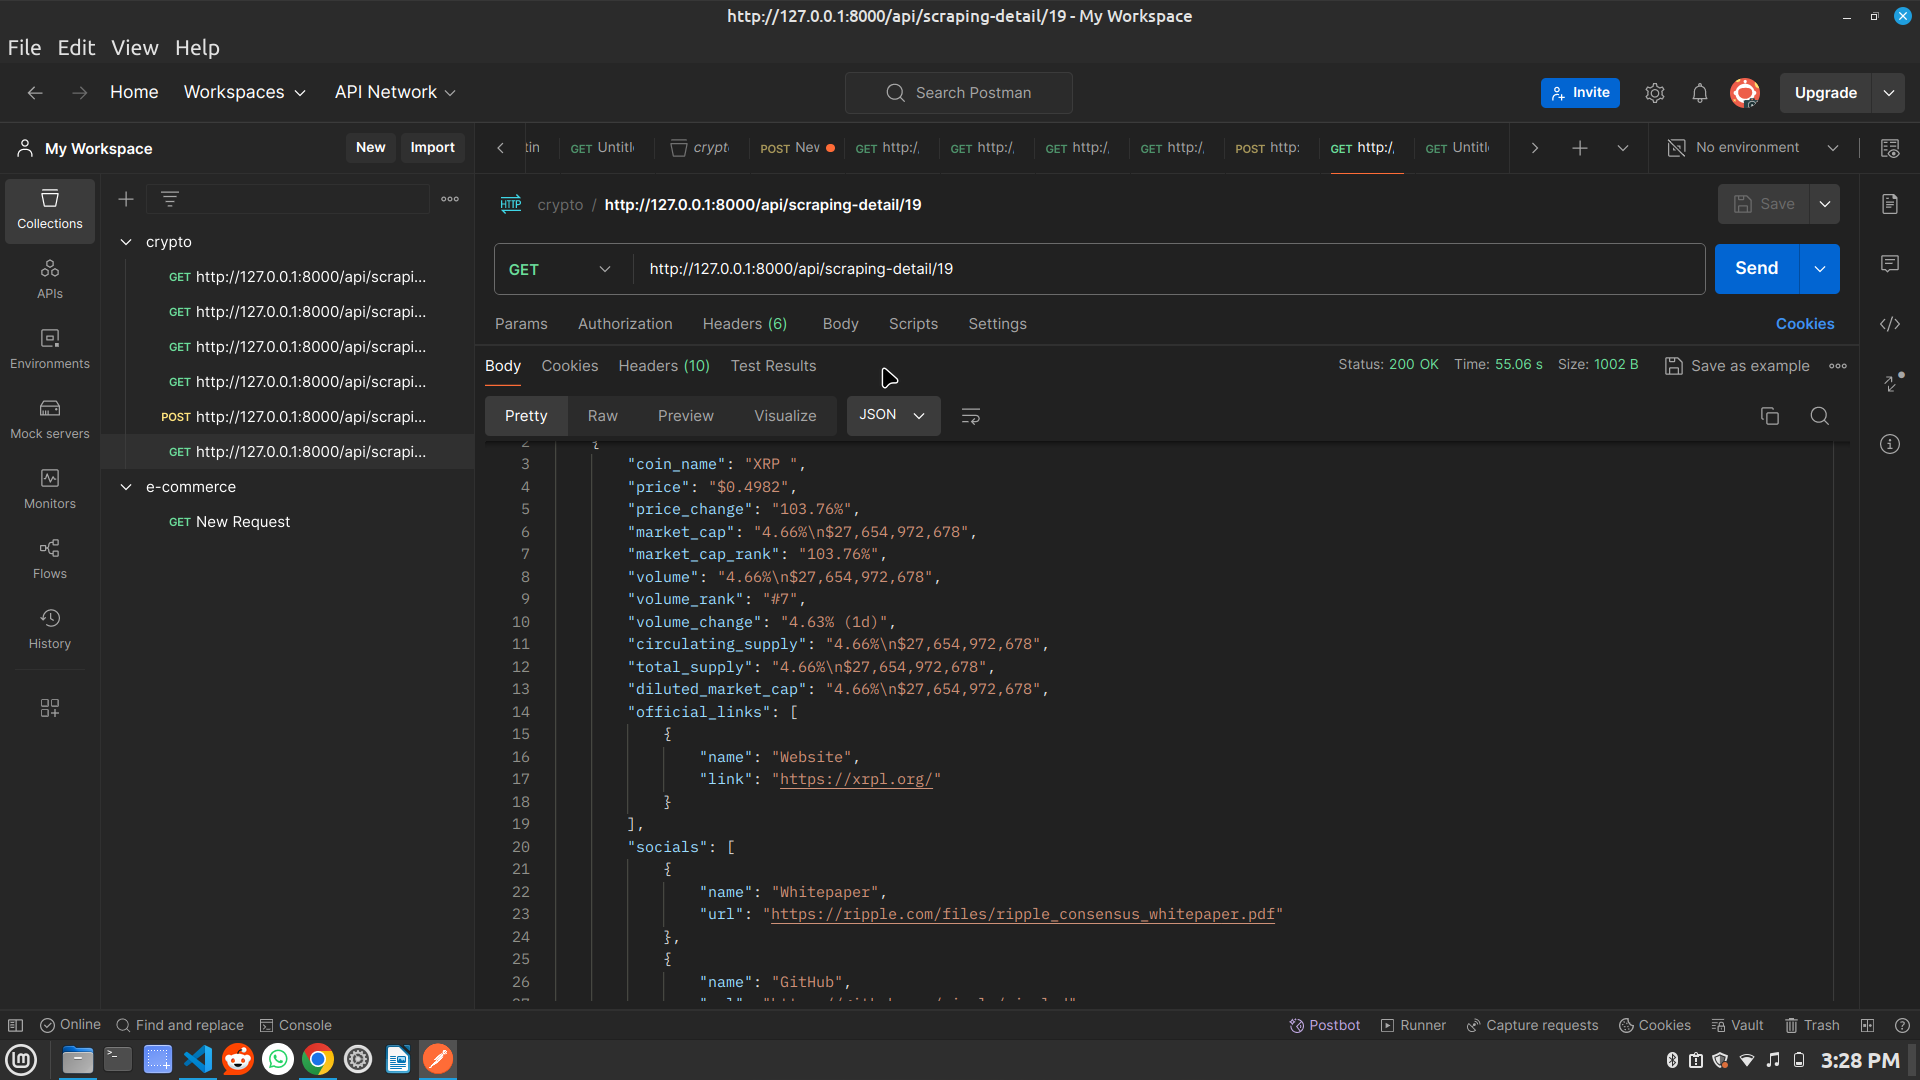 http://127.0.0.1:8000/api/scraping-detail/19 - My Workspace
File Edit View Help
Home Workspaces API Network
Search Postman
Invite
Upgrade
My Workspace
New Import
tin
GET Untitl
crypt
POST Nev
GET http:/
GET http:/
GET http:/
GET http:/
POST http:
GET http:/
GET Untitl
No environment
Collections
APIs
Environments
Mock servers
Monitors
Flows
History
crypto
GET http://127.0.0.1:8000/api/scrapi...
GET http://127.0.0.1:8000/api/scrapi...
GET http://127.0.0.1:8000/api/scrapi...
GET http://127.0.0.1:8000/api/scrapi...
POST http://127.0.0.1:8000/api/scrapi...
GET http://127.0.0.1:8000/api/scrapi...
e-commerce
GET New Request
HTTP crypto / http://127.0.0.1:8000/api/scraping-detail/19
Save
GET http://127.0.0.1:8000/api/scraping-detail/19
Send
Params Authorization Headers (6) Body Scripts Settings
Cookies
Body Cookies Headers (10) Test Results
Status: 200 OK Time: 55.06 s Size: 1002 B Save as example
Pretty Raw Preview Visualize JSON
2 {
3 "coin_name": "XRP ",
4 "price": "$0.4982",
5 "price_change": "103.76%",
6 "market_cap": "4.66%\n$27,654,972,678",
7 "market_cap_rank": "103.76%",
8 "volume": "4.66%\n$27,654,972,678",
9 "volume_rank": "#7",
10 "volume_change": "4.63% (1d)",
11 "circulating_supply": "4.66%\n$27,654,972,678",
12 "total_supply": "4.66%\n$27,654,972,678",
13 "diluted_market_cap": "4.66%\n$27,654,972,678",
14 "official_links": [
15 {
16 "name": "Website",
17 "link": "https://xrpl.org/"
18 }
19 ],
20 "socials": [
21 {
22 "name": "Whitepaper",
23 "url": "https://ripple.com/files/ripple_consensus_whitepaper.pdf"
24 },
25 {
26 "name": "GitHub",
Online Find and replace Console
Postbot Runner Capture requests Cookies Vault Trash
3:28 PM